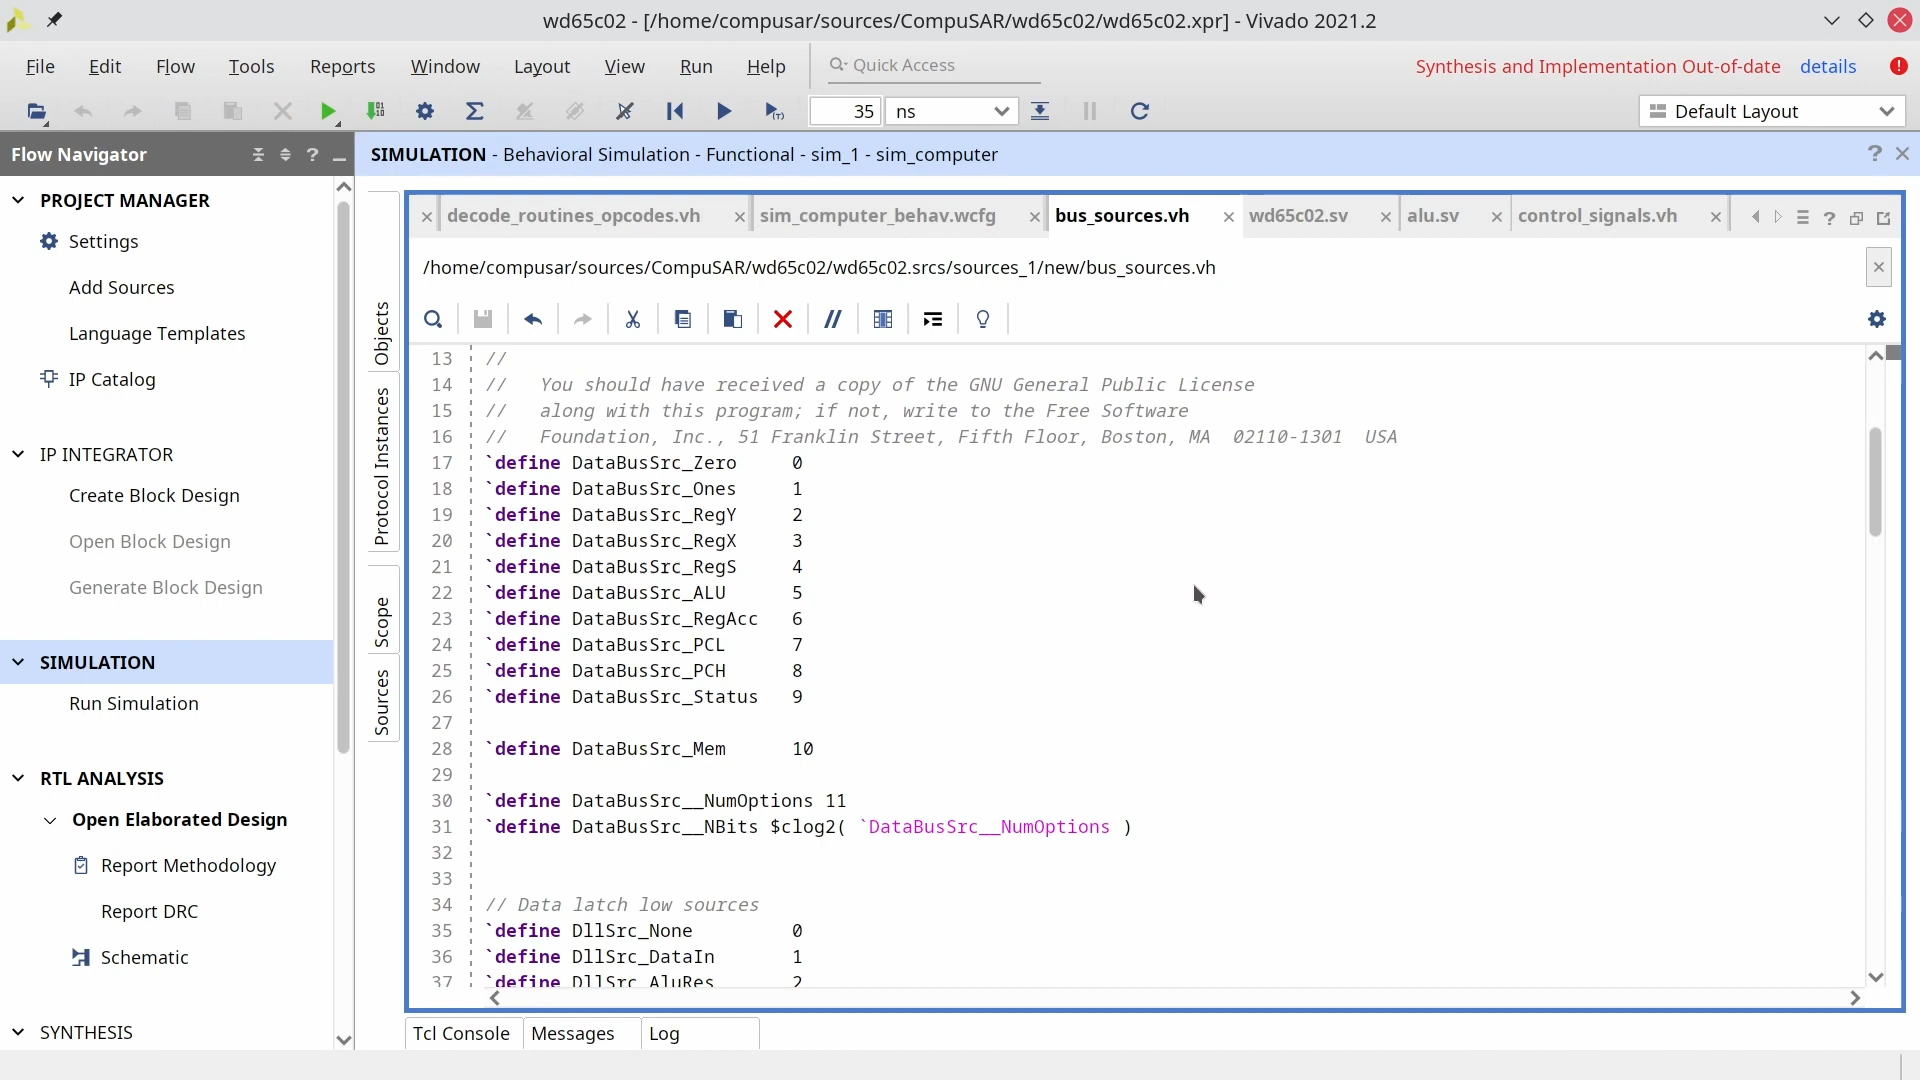 wd65c02 - [/home/compusar/sources/CompuSAR/wd65c02/wd65c02.xpr] - Vivado 2021.2
File Edit Flow Tools Reports Window Layout View Run Help Quick Access Synthesis and Implementation Out-of-date details
35 ns Default Layout
Flow Navigator
SIMULATION - Behavioral Simulation - Functional - sim_1 - sim_computer
PROJECT MANAGER
Settings
Add Sources
Language Templates
IP Catalog
IP INTEGRATOR
Create Block Design
Open Block Design
Generate Block Design
SIMULATION
Run Simulation
RTL ANALYSIS
Open Elaborated Design
Report Methodology
Report DRC
Schematic
SYNTHESIS
Objects
Protocol Instances
Scope
Sources
decode_routines_opcodes.vh sim_computer_behav.wcfg bus_sources.vh wd65c02.sv alu.sv control_signals.vh
/home/compusar/sources/CompuSAR/wd65c02/wd65c02.srcs/sources_1/new/bus_sources.vh
13 //
14 //   You should have received a copy of the GNU General Public License
15 //   along with this program; if not, write to the Free Software
16 //   Foundation, Inc., 51 Franklin Street, Fifth Floor, Boston, MA  02110-1301  USA
17 `define DataBusSrc_Zero     0
18 `define DataBusSrc_Ones     1
19 `define DataBusSrc_RegY     2
20 `define DataBusSrc_RegX     3
21 `define DataBusSrc_RegS     4
22 `define DataBusSrc_ALU      5
23 `define DataBusSrc_RegAcc   6
24 `define DataBusSrc_PCL      7
25 `define DataBusSrc_PCH      8
26 `define DataBusSrc_Status   9
27
28 `define DataBusSrc_Mem      10
29
30 `define DataBusSrc__NumOptions 11
31 `define DataBusSrc__NBits $clog2( `DataBusSrc__NumOptions )
32
33
34 // Data latch low sources
35 `define DllSrc_None         0
36 `define DllSrc_DataIn       1
37 `define DllSrc_AluRes       2
Tcl Console Messages Log